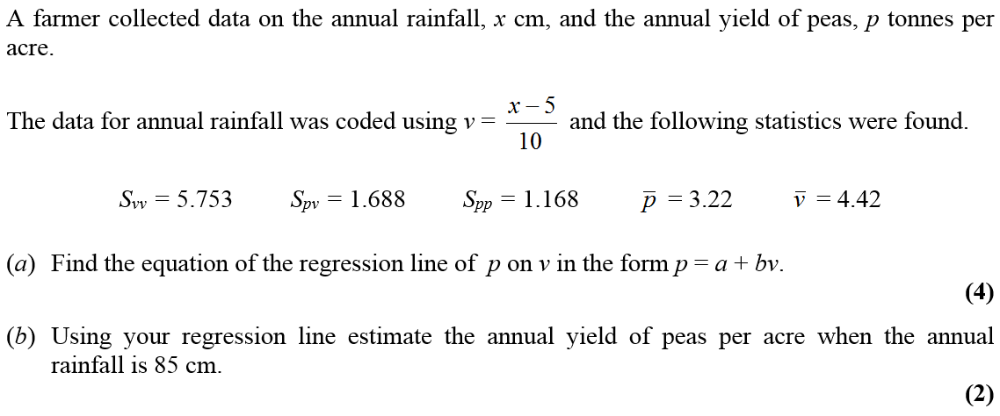 A farmer collected data on the annual rainfall, x cm, and the annual yield of peas, p tonnes per
acre.
The data for annual rainfall was coded using v = \frac{x - 5}{10} and the following statistics were found.
S_{vv} = 5.753 S_{pv} = 1.688 S_{pp} = 1.168 \bar{p} = 3.22 \bar{v} = 4.42
(a) Find the equation of the regression line of p on v in the form p = a + bv.
(4)
(b) Using your regression line estimate the annual yield of peas per acre when the annual
rainfall is 85 cm.
(2)